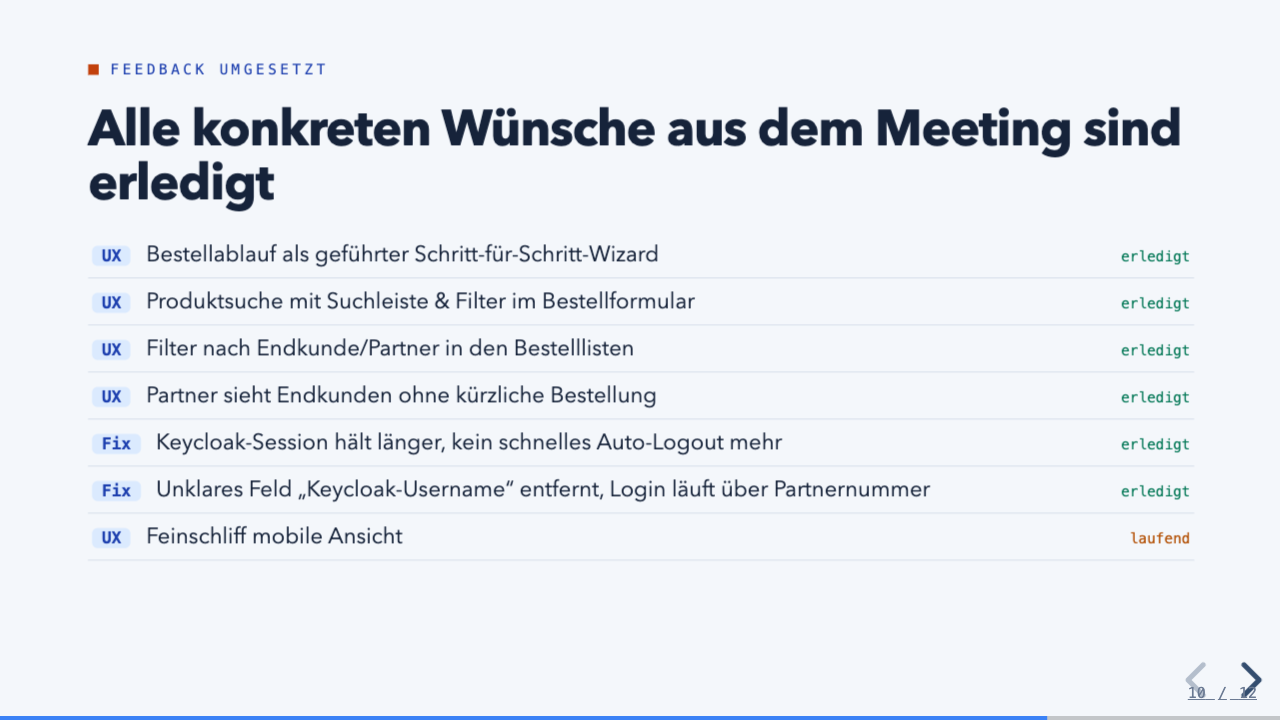 FEEDBACK UMGESETZT
Alle konkreten Wünsche aus dem Meeting sind
erledigt
UX Bestellablauf als geführter Schritt-für-Schritt-Wizard erledigt
UX Produktsuche mit Suchleiste & Filter im Bestellformular erledigt
UX Filter nach Endkunde/Partner in den Bestelllisten erledigt
UX Partner sieht Endkunden ohne kürzliche Bestellung erledigt
Fix Keycloak-Session hält länger, kein schnelles Auto-Logout mehr erledigt
Fix Unklares Feld „Keycloak-Username“ entfernt, Login läuft über Partnernummer erledigt
UX Feinschliff mobile Ansicht laufend
10 / 12